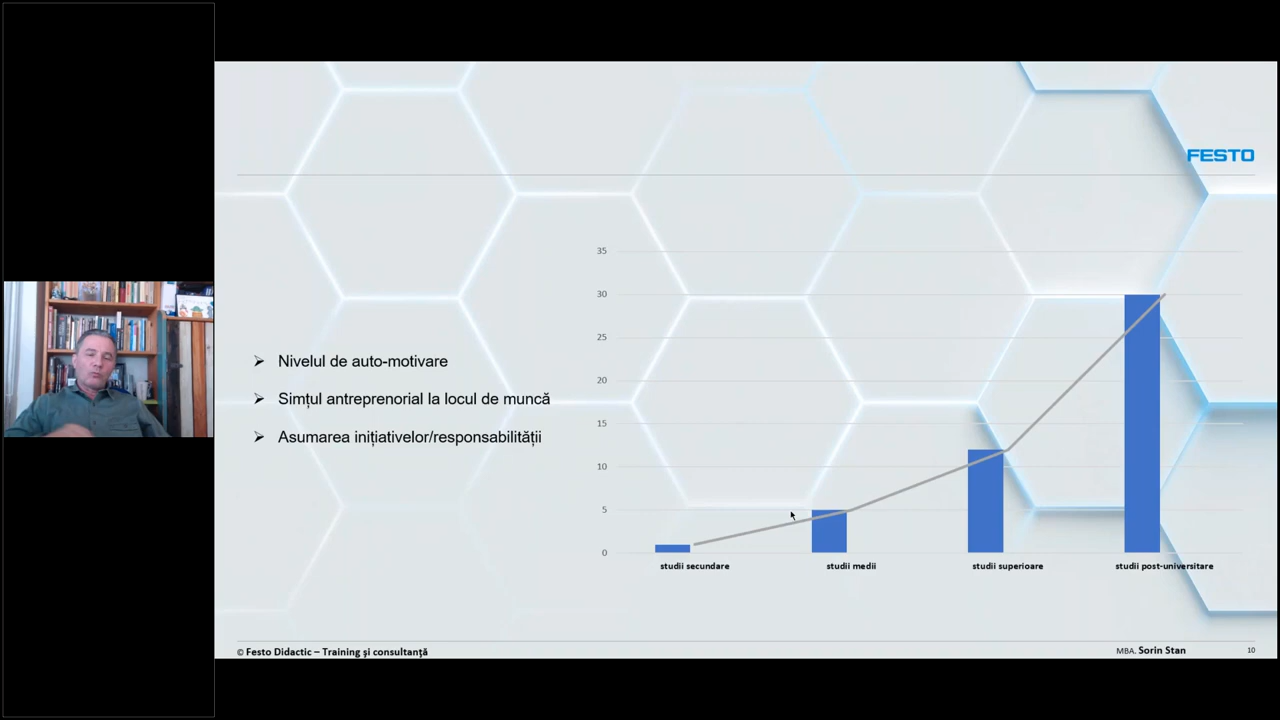 FESTO
Nivelul de auto-motivare
Simțul antreprenorial la locul de muncă
Asumarea inițiativelor/responsabilității
35
30
25
20
15
10
5
0
studii secundare
studii medii
studii superioare
studii post-universitare
© Festo Didactic – Training şi consultanţă
MBA. Sorin Stan
10